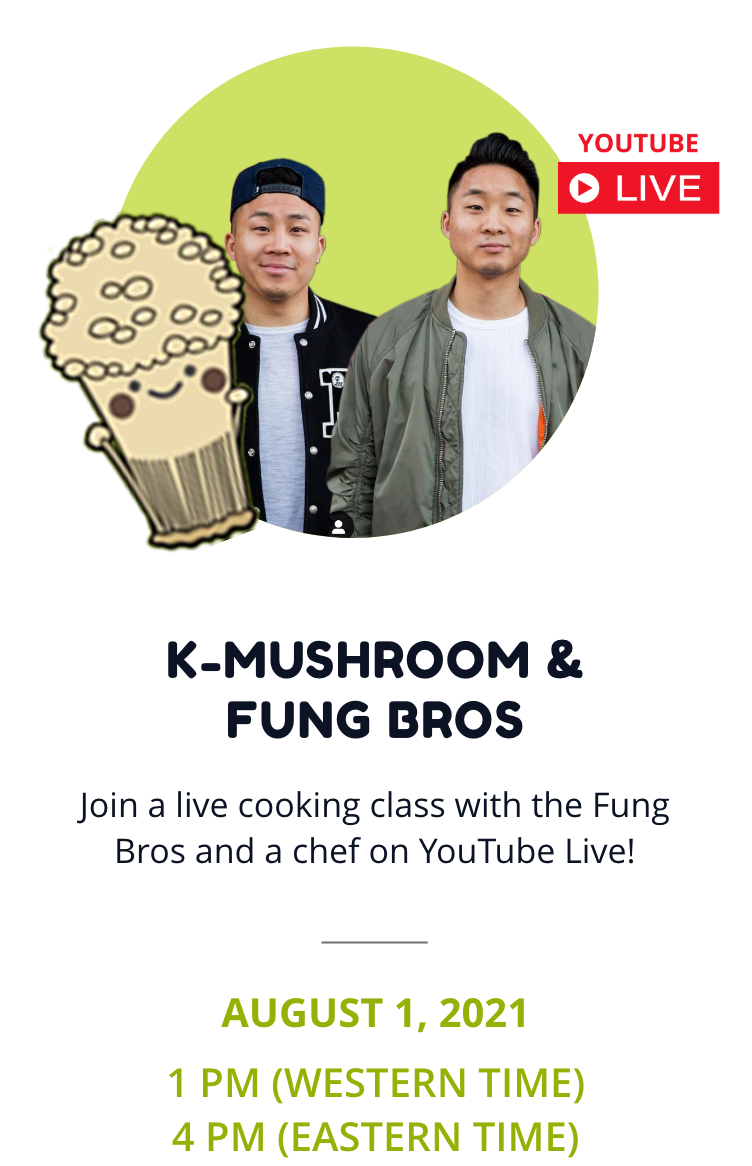 YOUTUBE
LIVE
K-MUSHROOM &
FUNG BROS
Join a live cooking class with the Fung
Bros and a chef on YouTube Live!
AUGUST 1, 2021
1 PM (WESTERN TIME)
4 PM (EASTERN TIME)